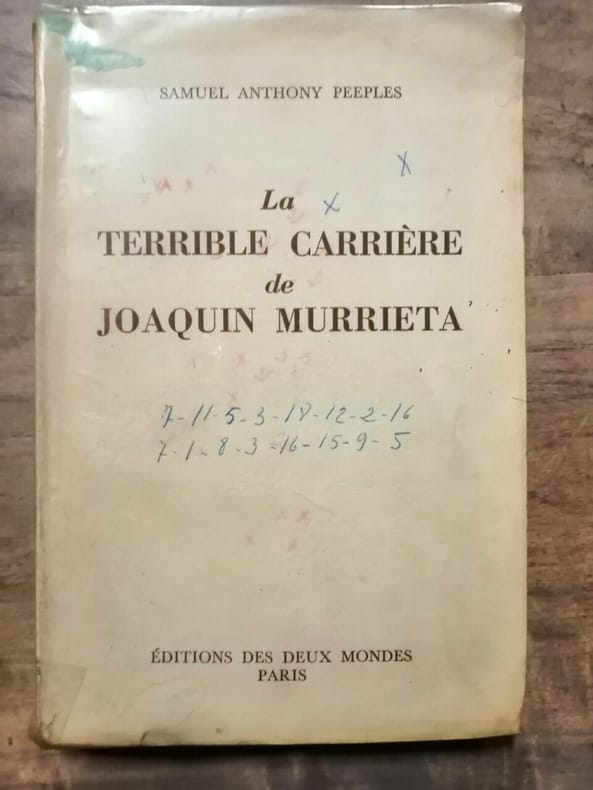 SAMUEL ANTHONY PEEPLES
x
La x
TERRIBLE CARRIÈRE
de
JOAQUIN MURRIETA
7-11-5-3-18-12-2-16
7-1-8-3-16-15-9-5
ÉDITIONS DES DEUX MONDES
PARIS